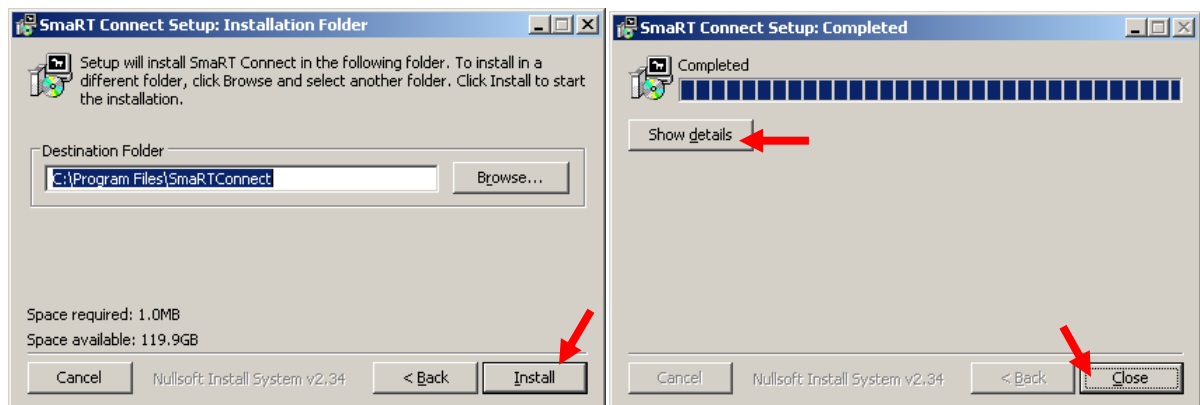 SmaRT Connect Setup: Installation Folder
Setup will install SmaRT Connect in the following folder. To install in a
different folder, click Browse and select another folder. Click Install to start
the installation.
Destination Folder
C:\Program Files\SmaRTConnect
Browse...
Space required: 1.0MB
Space available: 119.9GB
Cancel
Nullsoft Install System v2.34
< Back
Install
SmaRT Connect Setup: Completed
Completed
Show details
Cancel
Nullsoft Install System v2.34
< Back
Close